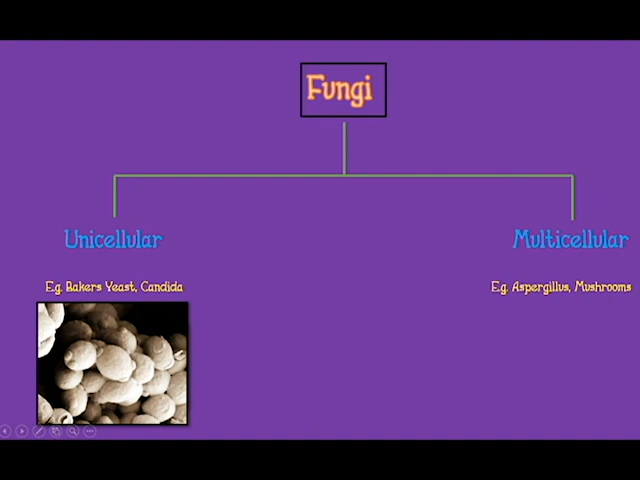 Fungi
Unicellular
Multicellular
E.g. Bakers Yeast, Candida
E.g. Aspergillus, Mushrooms